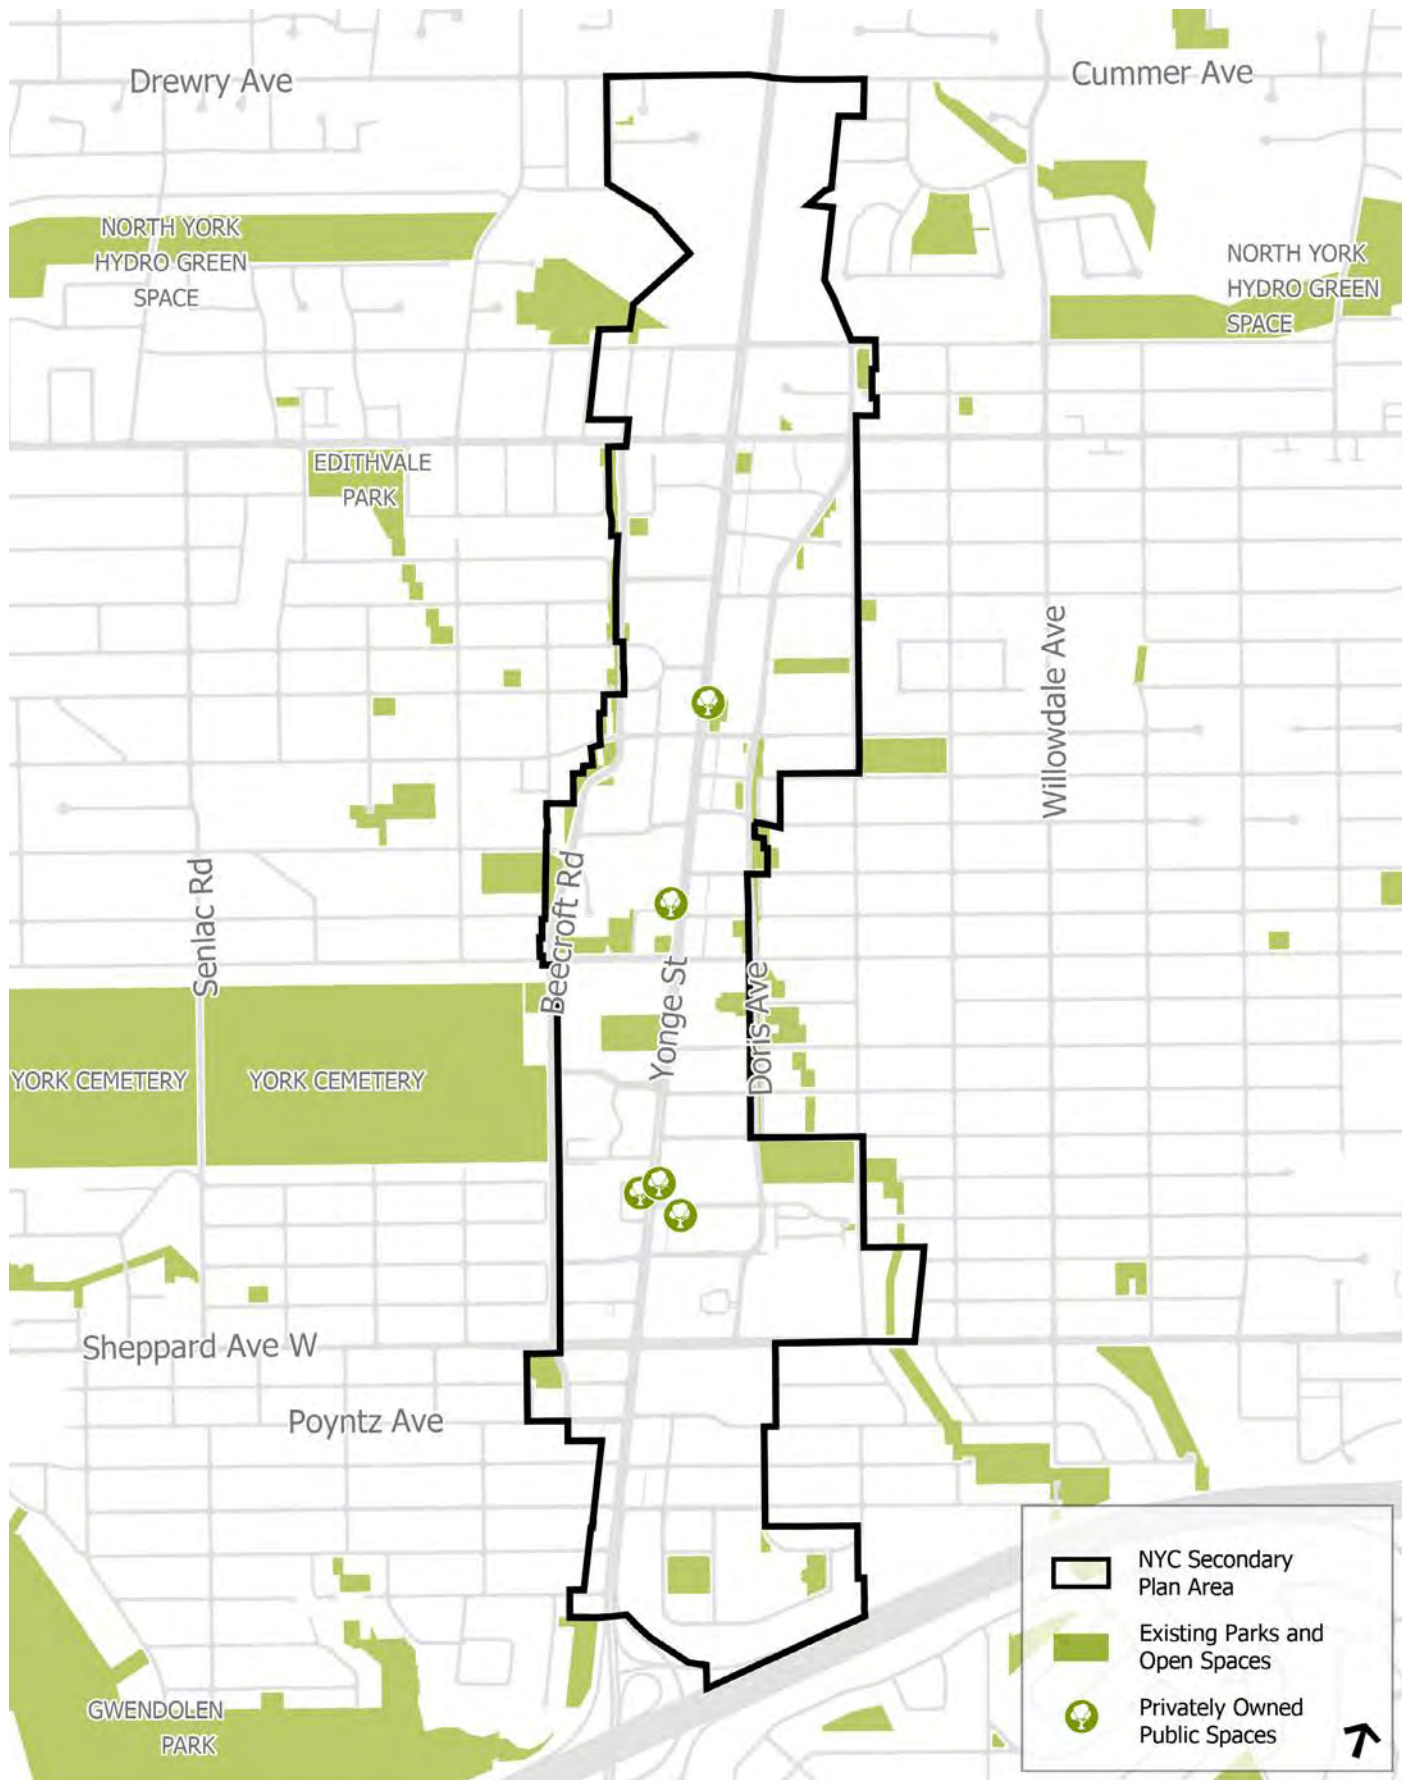 Drewry Ave
Cummer Ave
NORTH YORK
HYDRO GREEN
SPACE
NORTH YORK
HYDRO GREEN
SPACE
EDITHVALE
PARK
Willowdale Ave
Senlac Rd
Beecroft Rd
Yonge St
Doris Ave
YORK CEMETERY
YORK CEMETERY
Sheppard Ave W
Poyntz Ave
GWENDOLEN
PARK
NYC Secondary
Plan Area
Existing Parks and
Open Spaces
Privately Owned
Public Spaces